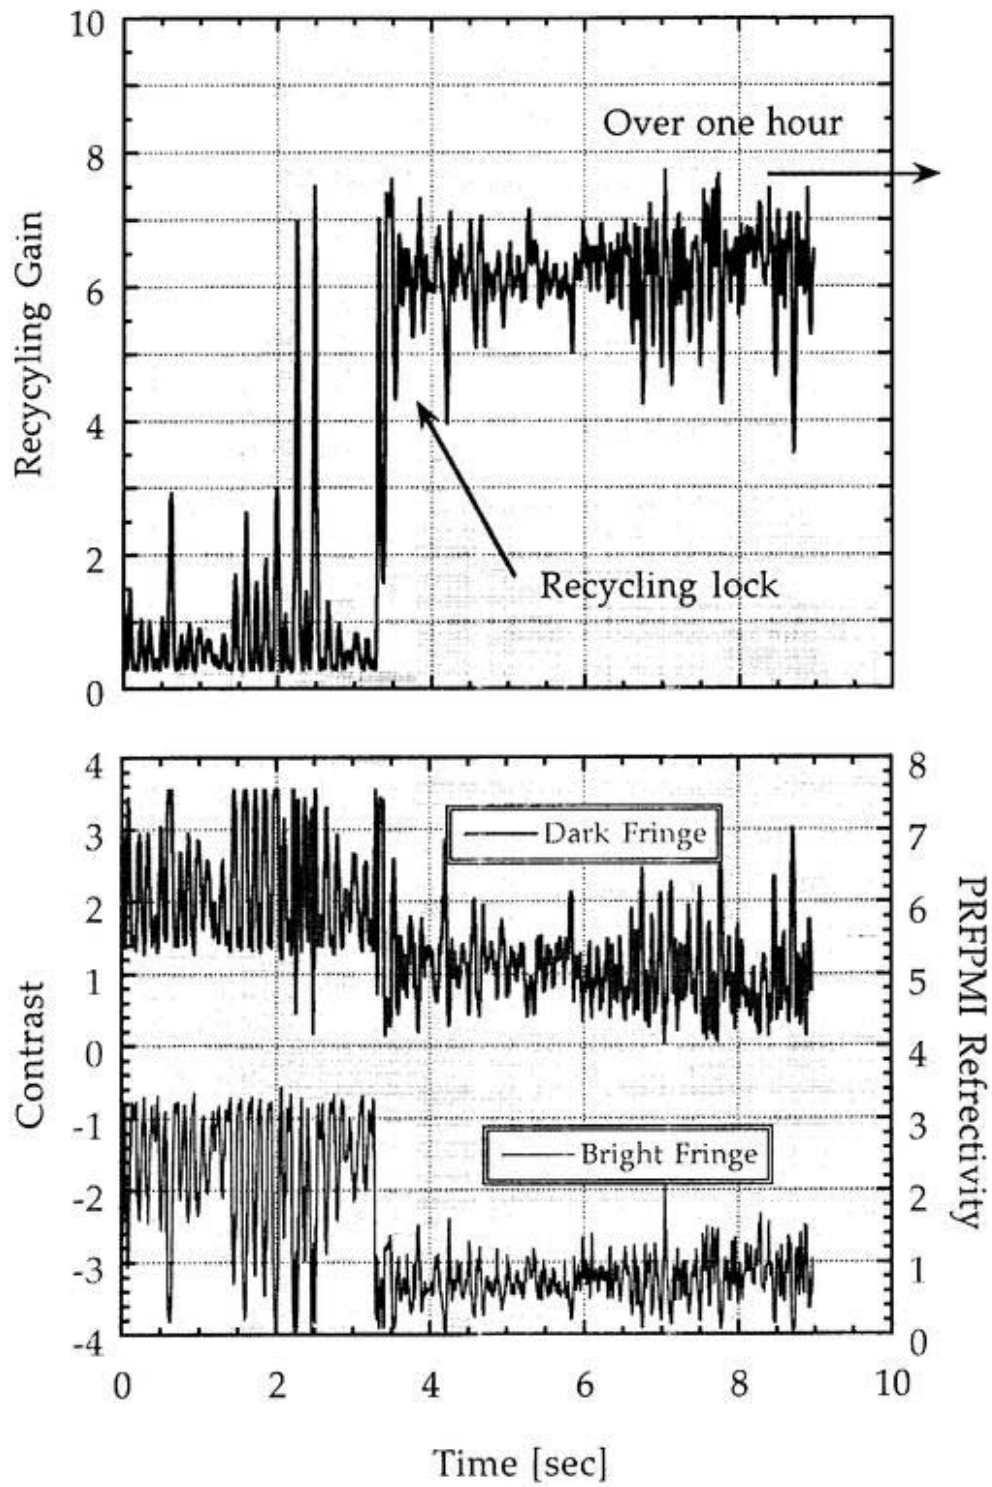 10
8
6
4
2
0
Recycyling Gain
Over one hour
Recycling lock
4
3
2
1
0
-1
-2
-3
-4
Contrast
8
7
6
5
4
3
2
1
0
PRFPMI Refrectivity
Dark Fringe
Bright Fringe
0 2 4 6 8 10
Time [sec]